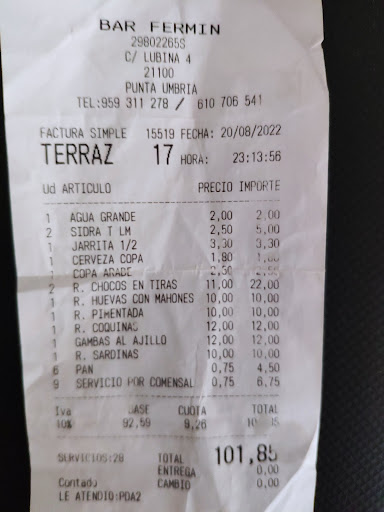 BAR FERMIN
29802265S
C/ LUBINA 4
21100
PUNTA UMBRIA
TEL:959 311 278 / 610 706 541
FACTURA SIMPLE 15519 FECHA: 20/08/2022
TERRAZ 17 HORA: 23:13:56
Ud ARTICULO PRECIO IMPORTE
1 AGUA GRANDE 2,00 2,00
2 SIDRA T LM 2,50 5,00
1 JARRITA 1/2 3,30 3,30
1 CERVEZA COPA 1,80 1,80
1 COPA ARABE 2,50 2,50
2 R. CHOCOS EN TIRAS 11,00 22,00
1 R. HUEVAS CON MAHONES 10,00 10,00
1 R. PIMENTADA 10,00 10,00
1 R. COQUINAS 12,00 12,00
1 GAMBAS AL AJILLO 12,00 12,00
1 R. SARDINAS 10,00 10,00
6 PAN 0,75 4,50
9 SERVICIO POR COMENSAL 0,75 6,75
Iva BASE CUOTA TOTAL
10% 92,59 9,26
SERVICIOS:28 TOTAL 101,85
ENTREGA 0,00
Contado CAMBIO 0,00
LE ATENDIO:PDA2